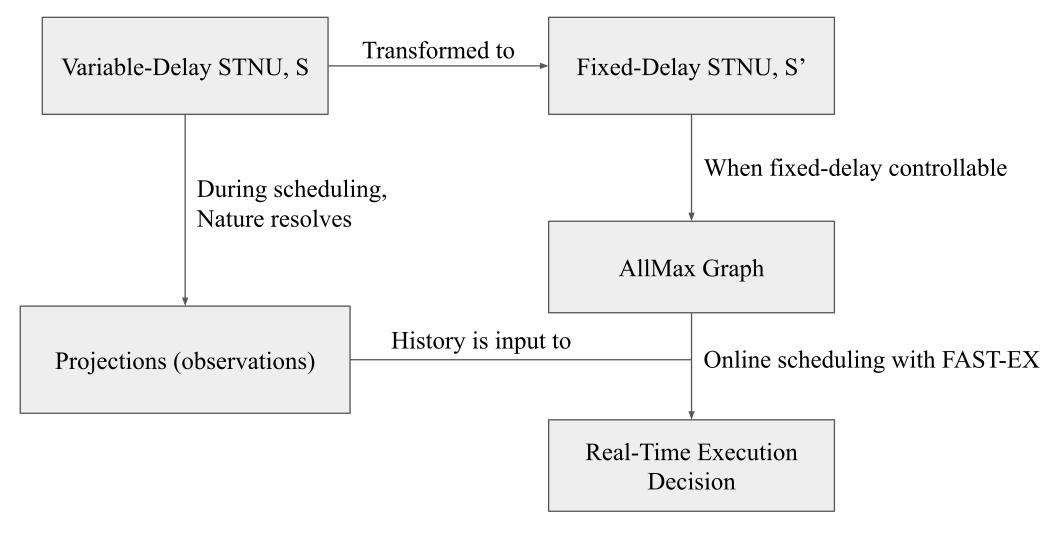 Variable-Delay STNU, S
Transformed to
Fixed-Delay STNU, S’
During scheduling,
Nature resolves
When fixed-delay controllable
AllMax Graph
Projections (observations)
History is input to
Online scheduling with FAST-EX
Real-Time Execution
Decision